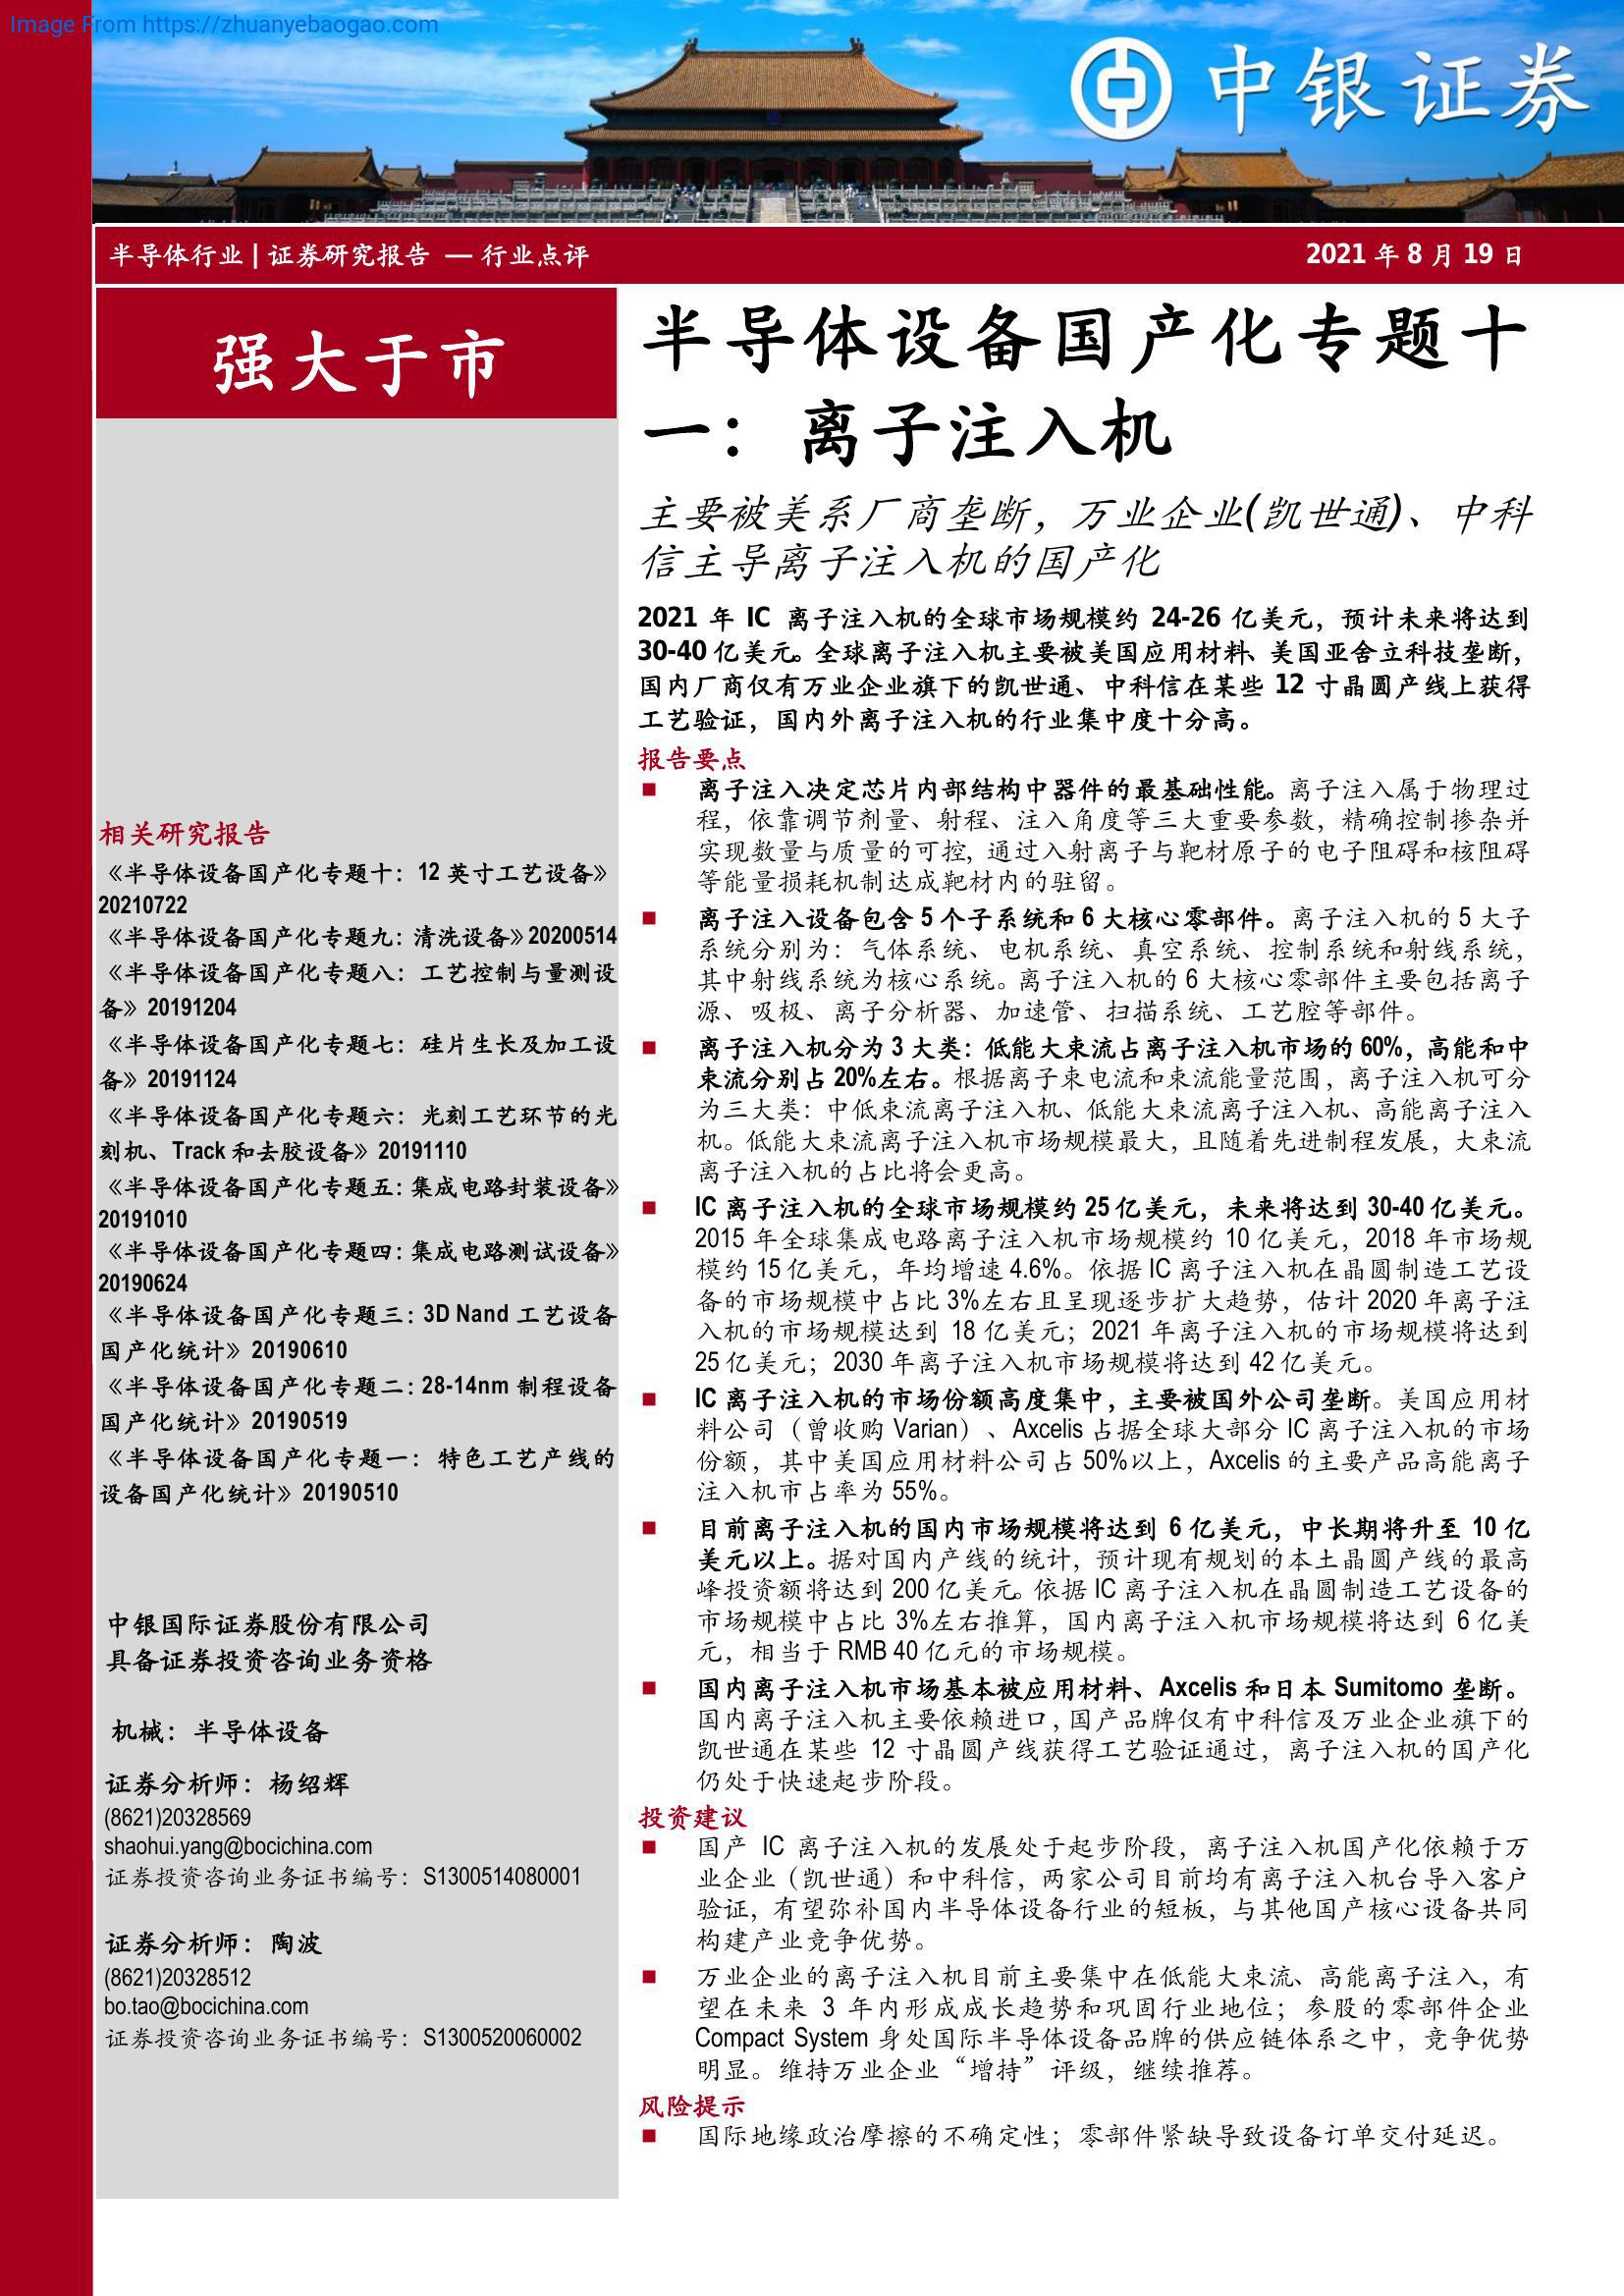 Image From https://zhuanyebaogao.com
中银证券
半导体行业 | 证券研究报告 — 行业点评
2021 年 8 月 19 日
强大于市
相关研究报告
《半导体设备国产化专题十：12 英寸工艺设备》
20210722
《半导体设备国产化专题九：清洗设备》20200514
《半导体设备国产化专题八：工艺控制与量测设
备》20191204
《半导体设备国产化专题七：硅片生长及加工设
备》20191124
《半导体设备国产化专题六：光刻工艺环节的光
刻机、Track 和去胶设备》20191110
《半导体设备国产化专题五：集成电路封装设备》
20191010
《半导体设备国产化专题四：集成电路测试设备》
20190624
《半导体设备国产化专题三：3D Nand 工艺设备
国产化统计》20190610
《半导体设备国产化专题二：28-14nm 制程设备
国产化统计》20190519
《半导体设备国产化专题一：特色工艺产线的
设备国产化统计》20190510
中银国际证券股份有限公司
具备证券投资咨询业务资格
机械：半导体设备
证券分析师：杨绍辉
(8621)20328569
shaohui.yang@bocichina.com
证券投资咨询业务证书编号：S1300514080001
证券分析师：陶波
(8621)20328512
bo.tao@bocichina.com
证券投资咨询业务证书编号：S1300520060002
半导体设备国产化专题十
一：离子注入机
主要被美系厂商垄断，万业企业(凯世通)、中科
信主导离子注入机的国产化
2021 年 IC 离子注入机的全球市场规模约 24-26 亿美元，预计未来将达到
30-40 亿美元。全球离子注入机主要被美国应用材料、美国亚舍立科技垄断，
国内厂商仅有万业企业旗下的凯世通、中科信在某些 12 寸晶圆产线上获得
工艺验证，国内外离子注入机的行业集中度十分高。
报告要点
■ 离子注入决定芯片内部结构中器件的最基础性能。离子注入属于物理过
程，依靠调节剂量、射程、注入角度等三大重要参数，精确控制掺杂并
实现数量与质量的可控，通过入射离子与靶材原子的电子阻碍和核阻碍
等能量损耗机制达成靶材内的驻留。
■ 离子注入设备包含 5 个子系统和 6 大核心零部件。离子注入机的 5 大子
系统分别为：气体系统、电机系统、真空系统、控制系统和射线系统，
其中射线系统为核心系统。离子注入机的 6 大核心零部件主要包括离子
源、吸极、离子分析器、加速管、扫描系统、工艺腔等部件。
■ 离子注入机分为 3 大类：低能大束流占离子注入机市场的 60%，高能和中
束流分别占 20%左右。根据离子束电流和束流能量范围，离子注入机可分
为三大类：中低束流离子注入机、低能大束流离子注入机、高能离子注入
机。低能大束流离子注入机市场规模最大，且随着先进制程发展，大束流
离子注入机的占比将会更高。
■ IC 离子注入机的全球市场规模约 25 亿美元，未来将达到 30-40 亿美元。
2015 年全球集成电路离子注入机市场规模约 10 亿美元，2018 年市场规
模约 15 亿美元，年均增速 4.6%。依据 IC 离子注入机在晶圆制造工艺设
备的市场规模中占比 3%左右且呈现逐步扩大趋势，估计 2020 年离子注
入机的市场规模达到 18 亿美元；2021 年离子注入机的市场规模将达到
25 亿美元；2030 年离子注入机市场规模将达到 42 亿美元。
■ IC 离子注入机的市场份额高度集中，主要被国外公司垄断。美国应用材
料公司（曾收购 Varian）、Axcelis 占据全球大部分 IC 离子注入机的市场
份额，其中美国应用材料公司占 50%以上，Axcelis 的主要产品高能离子
注入机市占率为 55%。
■ 目前离子注入机的国内市场规模将达到 6 亿美元，中长期将升至 10 亿
美元以上。据对国内产线的统计，预计现有规划的本土晶圆产线的最高
峰投资额将达到 200 亿美元。依据 IC 离子注入机在晶圆制造工艺设备的
市场规模中占比 3%左右推算，国内离子注入机市场规模将达到 6 亿美
元，相当于 RMB 40 亿元的市场规模。
■ 国内离子注入机市场基本被应用材料、Axcelis 和日本 Sumitomo 垄断。
国内离子注入机主要依赖进口，国产品牌仅有中科信及万业企业旗下的
凯世通在某些 12 寸晶圆产线获得工艺验证通过，离子注入机的国产化
仍处于快速起步阶段。
投资建议
■ 国产 IC 离子注入机的发展处于起步阶段，离子注入机国产化依赖于万
业企业（凯世通）和中科信，两家公司目前均有离子注入机台导入客户
验证，有望弥补国内半导体设备行业的短板，与其他国产核心设备共同
构建产业竞争优势。
■ 万业企业的离子注入机目前主要集中在低能大束流、高能离子注入，有
望在未来 3 年内形成成长趋势和巩固行业地位；参股的零部件企业
Compact System 身处国际半导体设备品牌的供应链体系之中，竞争优势
明显。维持万业企业“增持”评级，继续推荐。
风险提示
■ 国际地缘政治摩擦的不确定性；零部件紧缺导致设备订单交付延迟。